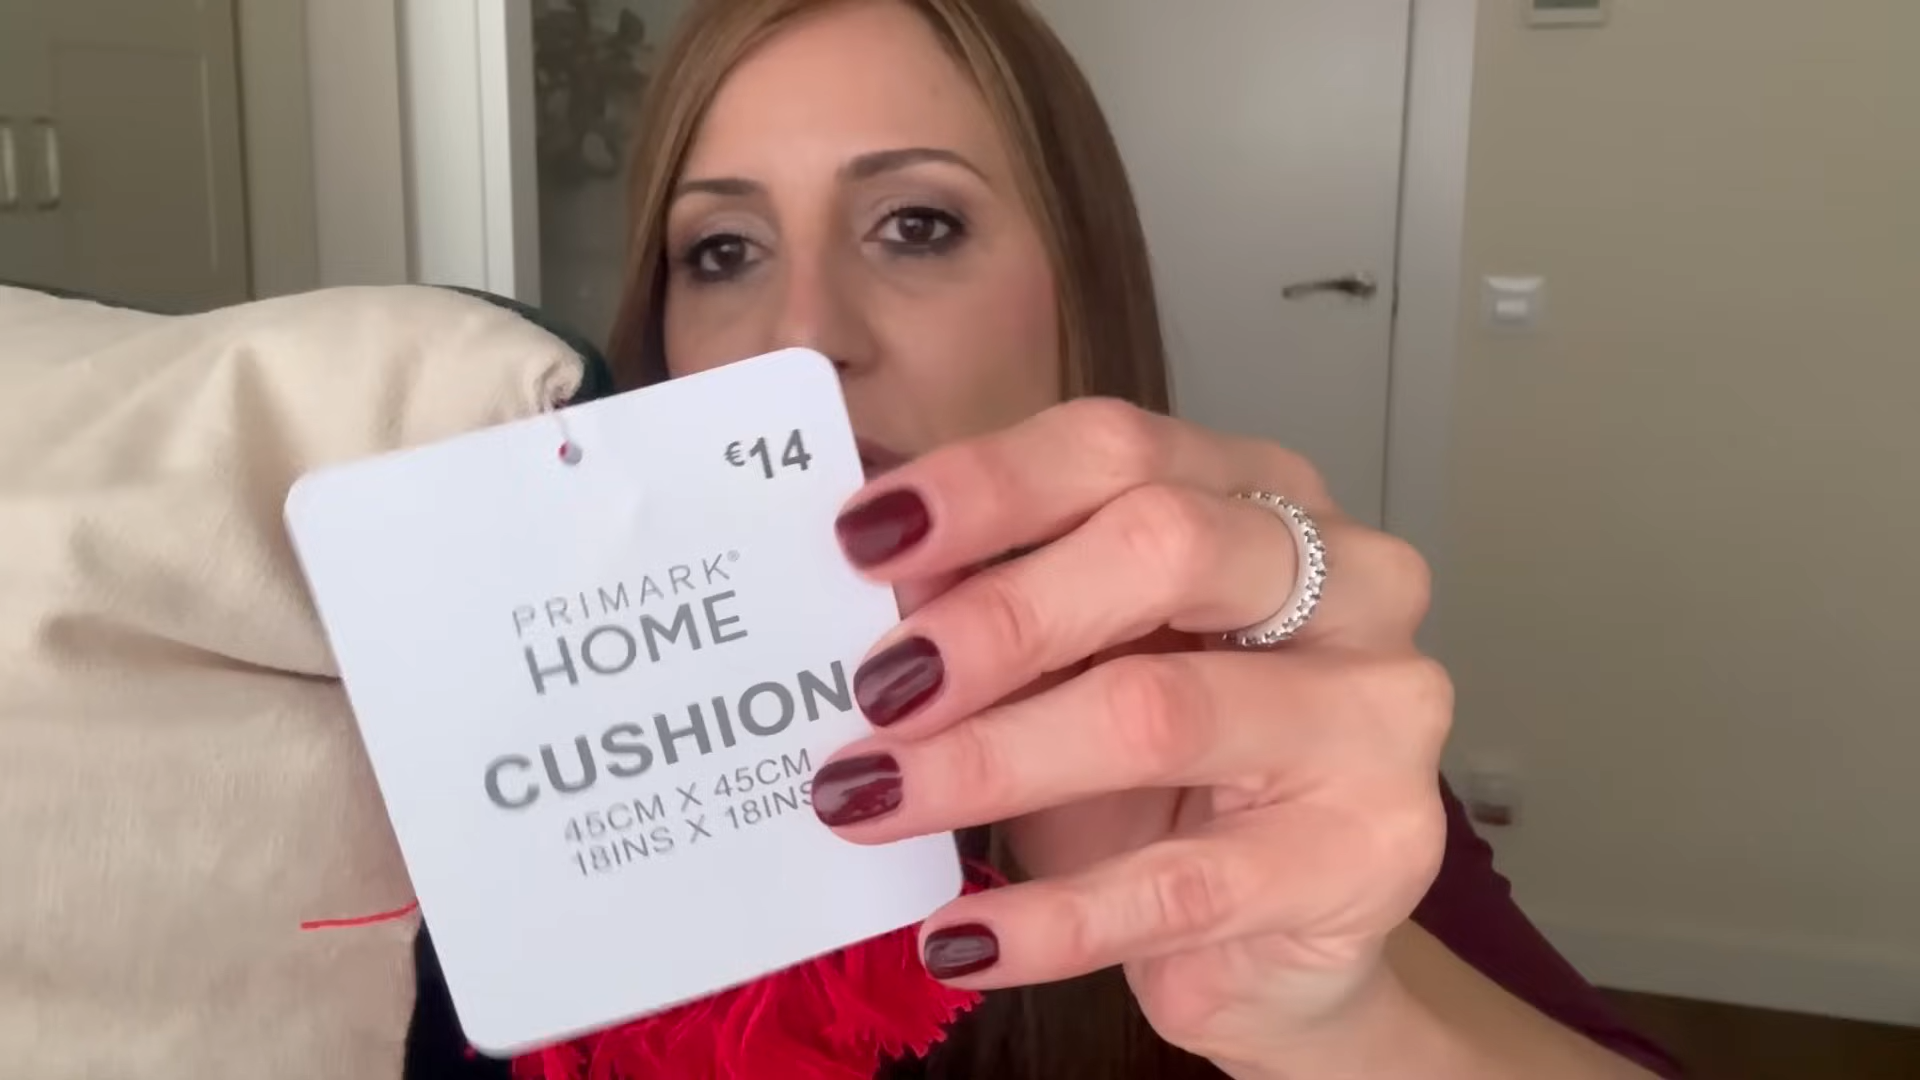 €14
PRIMARK®
HOME
CUSHION
45CM X 45CM
18INS X 18INS